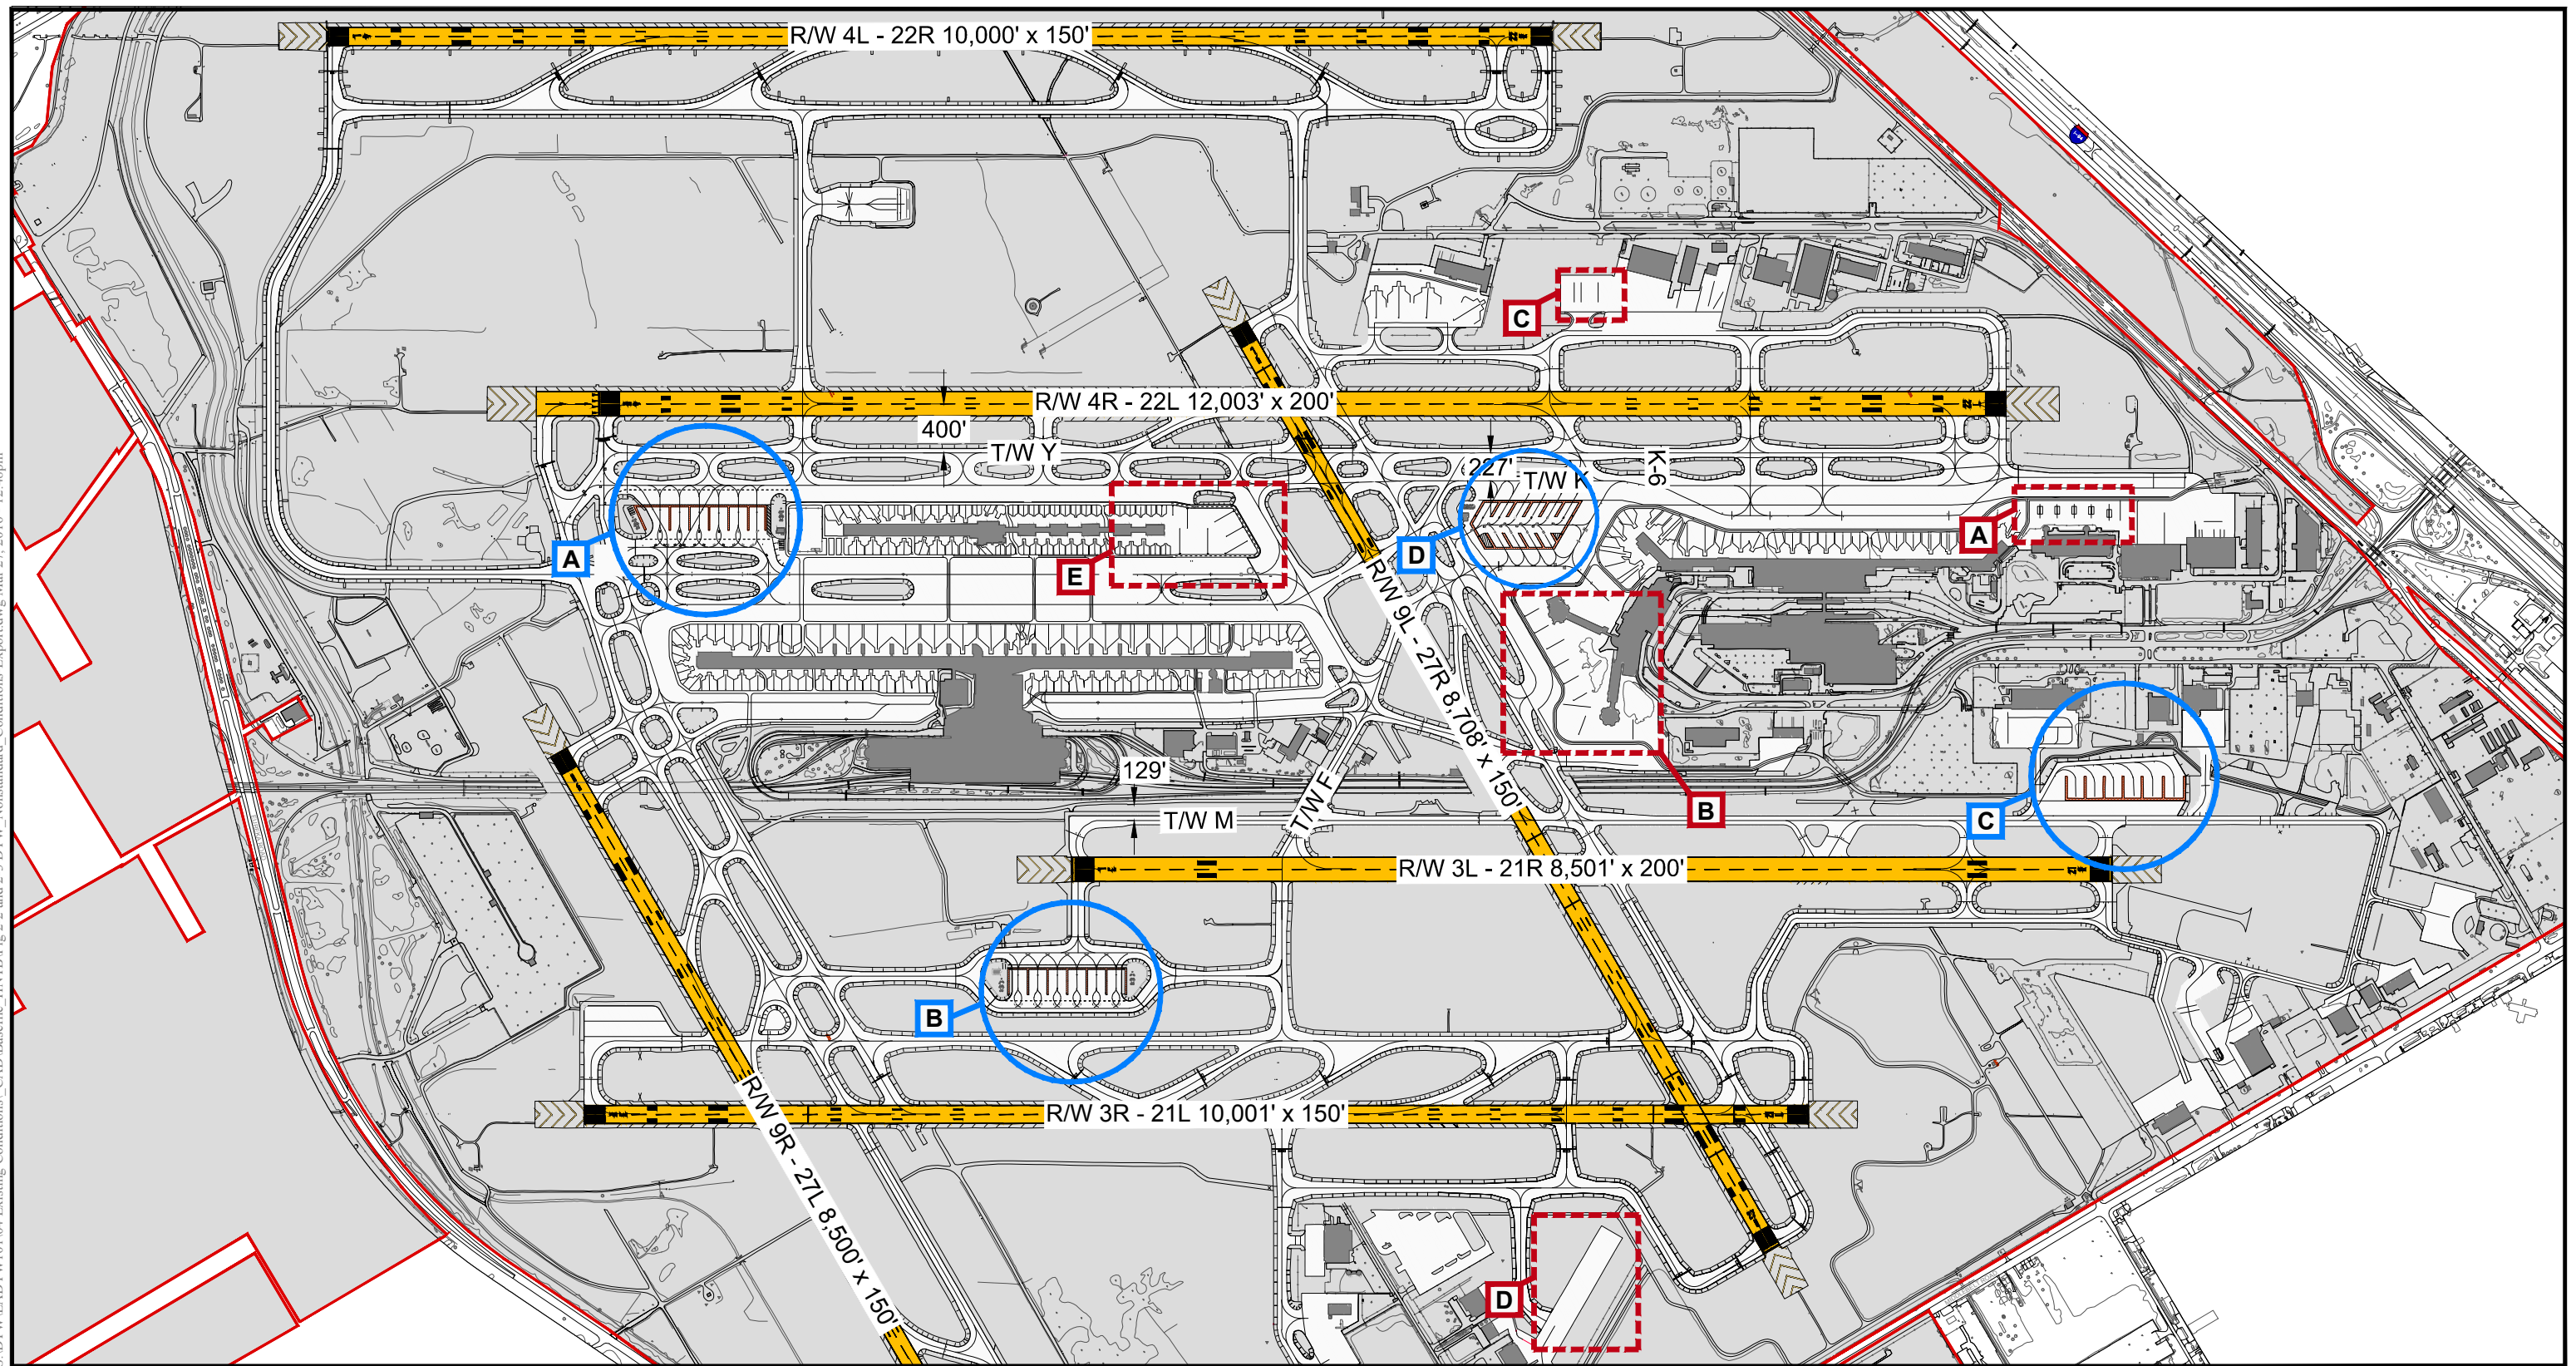 R/W 4L - 22R 10,000' x 150'
C
R/W 4R - 22L 12,003' x 200'
400'
T/W Y
227'
T/W K
K-6
A
E
D
A
R/W 9L - 27R 8,708' x 150'
129'
T/W M
T/W F
B
C
R/W 3L - 21R 8,501' x 200'
B
R/W 3R - 21L 10,001' x 150'
R/W 9R - 27L 8,500' x 150'
D